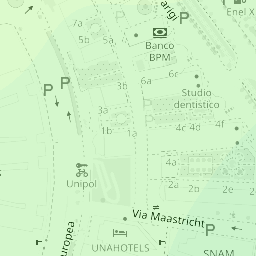 arigi
Enel X
7a
5b
5a
Banco
BPM
P
P
P
P
3b
6a
6c
Studio
dentistico
3a
1b
1a
P
4c
4d
4f
4a
Unipol
2a
2b
2e
Via Maastricht
P
uropea
UNAHOTELS
SNAM